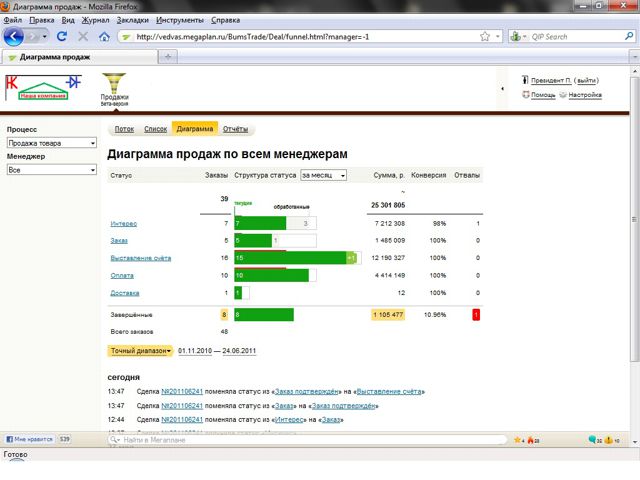 Диаграмма продаж - Mozilla Firefox
Файл Правка Вид Журнал Закладки Инструменты Справка
http://vedvas.megaplan.ru/BumsTrade/Deal/funnel.html?manager=-1
QIP Search
Диаграмма продаж
Наша компания
Продажи
Бета-версия
Президент П. (выйти)
Помощь Настройка
Процесс
Продажа товара
Менеджер
Все
Поток Список Диаграмма Отчёты
Диаграмма продаж по всем менеджерам
Статус Заказы Структура статуса за месяц Сумма, р. Конверсия Отвалы
39 текущие обработанные ~ 25 301 805
Интерес 7 7 3 7 212 308 98% 1
Заказ 5 5 1 1 485 009 100% 0
Выставление счёта 16 15 +1 12 190 327 100% 0
Оплата 10 10 4 414 149 100% 0
Доставка 1 1 12 100% 0
Завершённые 8 8 1 105 477 10.96% 1
Всего заказов 48
Точный диапазон 01.11.2010 — 24.06.2011
сегодня
13:47 Сделка №201106241 поменяла статус из «Заказ подтверждён» на «Выставление счёта»
13:47 Сделка №201106241 поменяла статус из «Заказ» на «Заказ подтверждён»
12:44 Сделка №201106241 поменяла статус из «Интерес» на «Заказ»
Мне нравится 539
Найти в Мегаплане
4 28 32 10
Готово